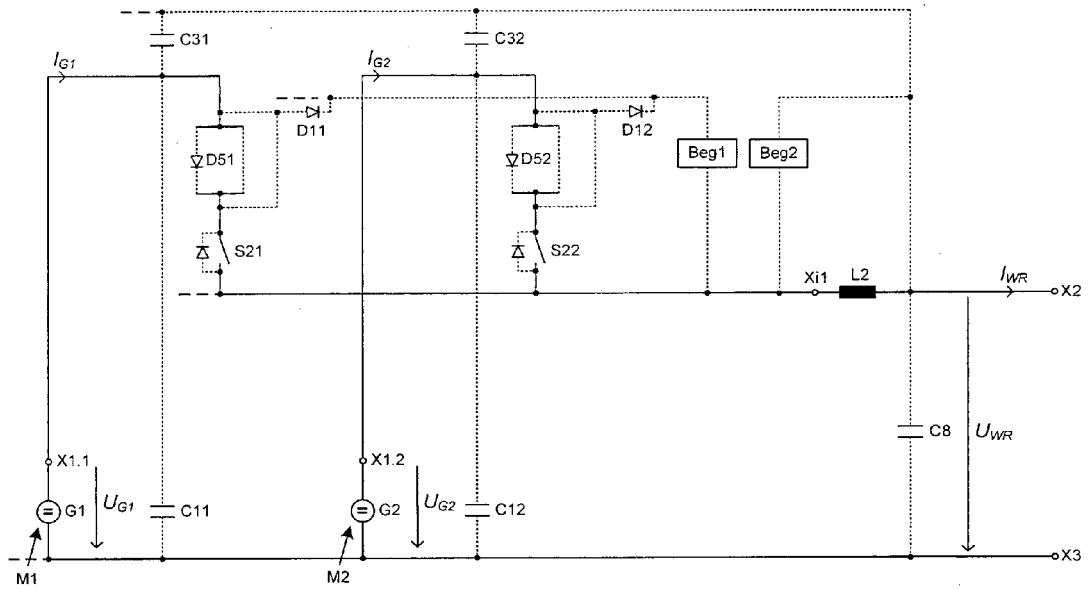 C31
C32
I_G1
I_G2
D11
D12
D51
D52
Beg1
Beg2
S21
S22
Xi1
L2
I_WR
X2
C8
U_WR
X1.1
X1.2
G1
U_G1
C11
G2
U_G2
C12
M1
M2
X3